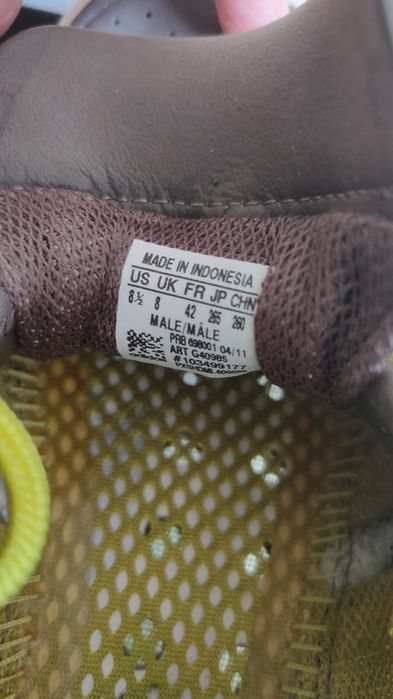 MADE IN INDONESIA
US UK FR JP CHN
8½ 8 42 265 260
MALE/MÂLE
PRB 698001 04/11
ART G40985
#103499177